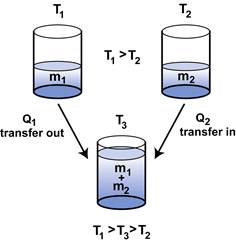 T₁
T₂
T₁ > T₂
m₁
m₂
Q₁
transfer out
T₃
Q₂
transfer in
m₁
+
m₂
T₁ > T₃ > T₂